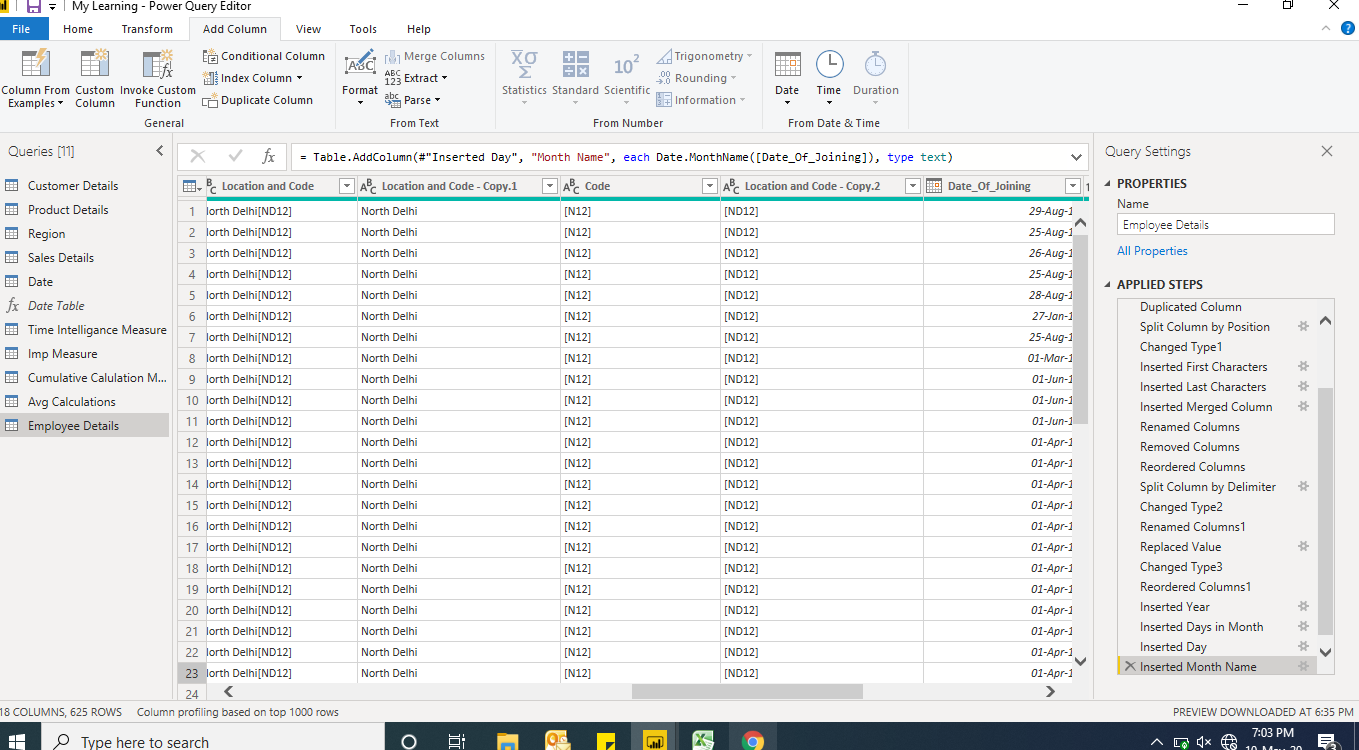 My Learning - Power Query Editor
File Home Transform Add Column View Tools Help
Column From Examples
Custom Column
Invoke Custom Function
Conditional Column
Index Column
Duplicate Column
General
Format
Merge Columns
Extract
Parse
From Text
Statistics
Standard
Scientific
Trigonometry
Rounding
Information
From Number
Date
Time
Duration
From Date & Time
Queries [11]
Customer Details
Product Details
Region
Sales Details
Date
Date Table
Time Intelligance Measure
Imp Measure
Cumulative Calulation M...
Avg Calculations
Employee Details
= Table.AddColumn(#"Inserted Day", "Month Name", each Date.MonthName([Date_Of_Joining]), type text)
Location and Code Location and Code - Copy.1 Code Location and Code - Copy.2 Date_Of_Joining
1 lorth Delhi[ND12] North Delhi [N12] [ND12] 29-Aug-1
2 lorth Delhi[ND12] North Delhi [N12] [ND12] 25-Aug-1
3 lorth Delhi[ND12] North Delhi [N12] [ND12] 26-Aug-1
4 lorth Delhi[ND12] North Delhi [N12] [ND12] 25-Aug-1
5 lorth Delhi[ND12] North Delhi [N12] [ND12] 28-Aug-1
6 lorth Delhi[ND12] North Delhi [N12] [ND12] 27-Jan-1
7 lorth Delhi[ND12] North Delhi [N12] [ND12] 25-Aug-1
8 lorth Delhi[ND12] North Delhi [N12] [ND12] 01-Mar-1
9 lorth Delhi[ND12] North Delhi [N12] [ND12] 01-Jun-1
10 lorth Delhi[ND12] North Delhi [N12] [ND12] 01-Jun-1
11 lorth Delhi[ND12] North Delhi [N12] [ND12] 01-Jun-1
12 lorth Delhi[ND12] North Delhi [N12] [ND12] 01-Apr-1
13 lorth Delhi[ND12] North Delhi [N12] [ND12] 01-Apr-1
14 lorth Delhi[ND12] North Delhi [N12] [ND12] 01-Apr-1
15 lorth Delhi[ND12] North Delhi [N12] [ND12] 01-Apr-1
16 lorth Delhi[ND12] North Delhi [N12] [ND12] 01-Apr-1
17 lorth Delhi[ND12] North Delhi [N12] [ND12] 01-Apr-1
18 lorth Delhi[ND12] North Delhi [N12] [ND12] 01-Apr-1
19 lorth Delhi[ND12] North Delhi [N12] [ND12] 01-Apr-1
20 lorth Delhi[ND12] North Delhi [N12] [ND12] 01-Apr-1
21 lorth Delhi[ND12] North Delhi [N12] [ND12] 01-Apr-1
22 lorth Delhi[ND12] North Delhi [N12] [ND12] 01-Apr-1
23 lorth Delhi[ND12] North Delhi [N12] [ND12] 01-Apr-1
24
Query Settings
PROPERTIES
Name
Employee Details
All Properties
APPLIED STEPS
Duplicated Column
Split Column by Position
Changed Type1
Inserted First Characters
Inserted Last Characters
Inserted Merged Column
Renamed Columns
Removed Columns
Reordered Columns
Split Column by Delimiter
Changed Type2
Renamed Columns1
Replaced Value
Changed Type3
Reordered Columns1
Inserted Year
Inserted Days in Month
Inserted Day
Inserted Month Name
18 COLUMNS, 625 ROWS Column profiling based on top 1000 rows
PREVIEW DOWNLOADED AT 6:35 PM
Type here to search
7:03 PM